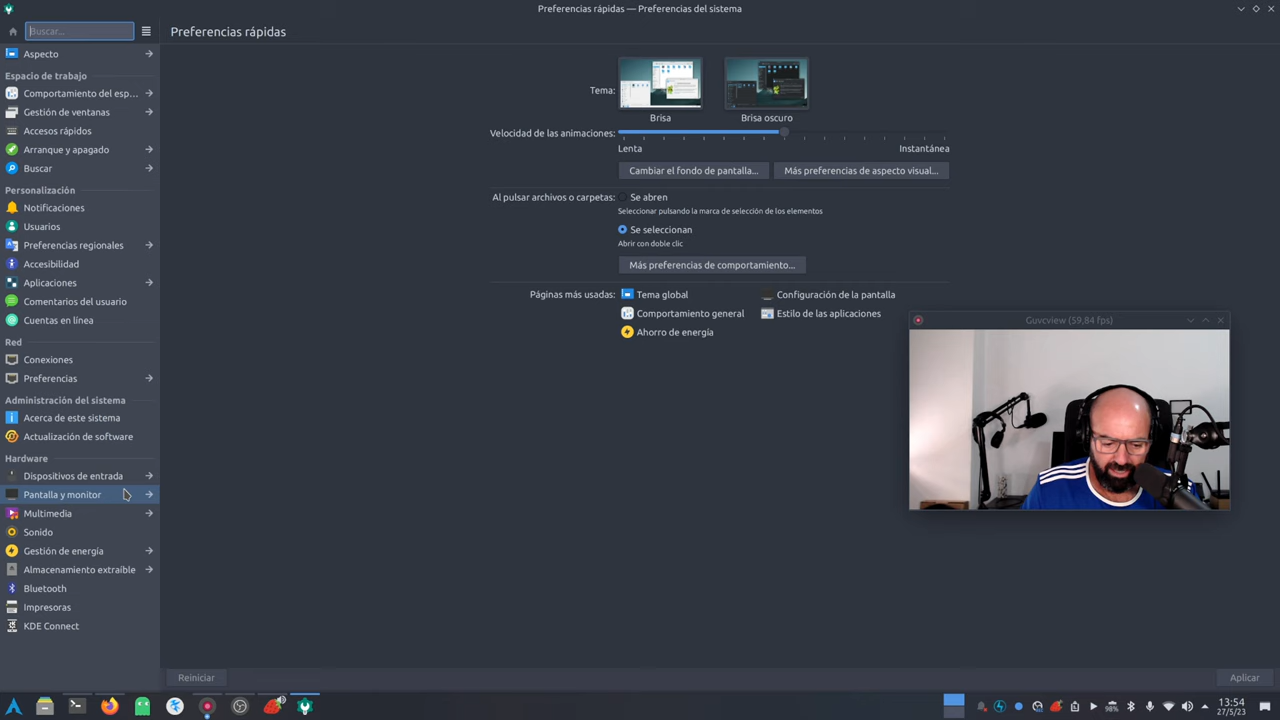 Preferencias rápidas — Preferencias del sistema
Buscar...
Preferencias rápidas
Aspecto
Espacio de trabajo
Comportamiento del esp...
Gestión de ventanas
Accesos rápidos
Arranque y apagado
Buscar
Personalización
Notificaciones
Usuarios
Preferencias regionales
Accesibilidad
Aplicaciones
Comentarios del usuario
Cuentas en línea
Red
Conexiones
Preferencias
Administración del sistema
Acerca de este sistema
Actualización de software
Hardware
Dispositivos de entrada
Pantalla y monitor
Multimedia
Sonido
Gestión de energía
Almacenamiento extraíble
Bluetooth
Impresoras
KDE Connect
Tema:
Brisa Brisa oscuro
Velocidad de las animaciones:
Lenta Instantánea
Cambiar el fondo de pantalla... Más preferencias de aspecto visual...
Al pulsar archivos o carpetas: Se abren
Seleccionar pulsando la marca de selección de los elementos
Se seleccionan
Abrir con doble clic
Más preferencias de comportamiento...
Páginas más usadas: Tema global Configuración de la pantalla
Comportamiento general Estilo de las aplicaciones
Ahorro de energía
Guvcview (59,84 fps)
Reiniciar Aplicar
98%
13:54
27/5/23